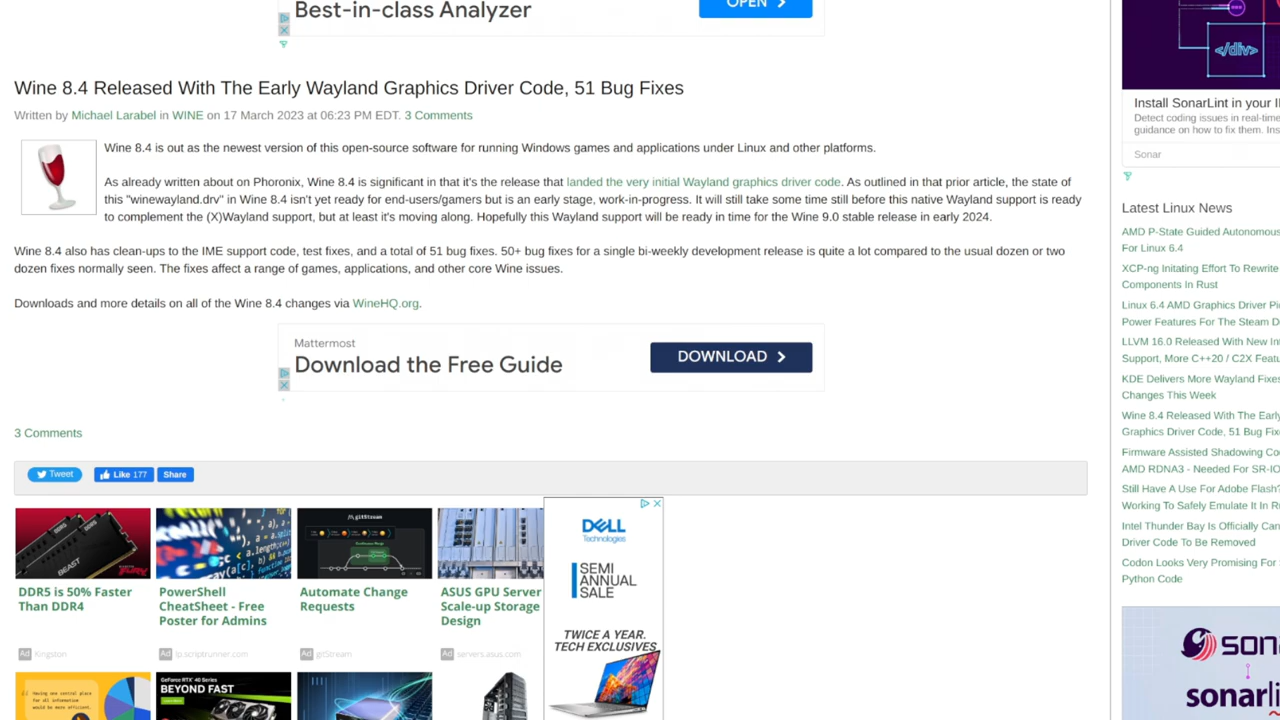 Best-in-class Analyzer
OPEN
Wine 8.4 Released With The Early Wayland Graphics Driver Code, 51 Bug Fixes
Written by Michael Larabel in WINE on 17 March 2023 at 06:23 PM EDT. 3 Comments
Wine 8.4 is out as the newest version of this open-source software for running Windows games and applications under Linux and other platforms.
As already written about on Phoronix, Wine 8.4 is significant in that it's the release that landed the very initial Wayland graphics driver code. As outlined in that prior article, the state of
this "winewayland.drv" in Wine 8.4 isn't yet ready for end-users/gamers but is an early stage, work-in-progress. It will still take some time still before this native Wayland support is ready
to complement the (X)Wayland support, but at least it's moving along. Hopefully this Wayland support will be ready in time for the Wine 9.0 stable release in early 2024.
Wine 8.4 also has clean-ups to the IME support code, test fixes, and a total of 51 bug fixes. 50+ bug fixes for a single bi-weekly development release is quite a lot compared to the usual dozen or two
dozen fixes normally seen. The fixes affect a range of games, applications, and other core Wine issues.
Downloads and more details on all of the Wine 8.4 changes via WineHQ.org.
Mattermost
Download the Free Guide
DOWNLOAD
3 Comments
Tweet
Like 177
Share
DDR5 is 50% Faster
Than DDR4
Ad Kingston
PowerShell
CheatSheet - Free
Poster for Admins
Ad lp.scriptrunner.com
gitStream
Automate Change
Requests
Ad gitStream
ASUS GPU Server
Scale-up Storage
Design
Ad servers.asus.com
DELL
Technologies
SEMI
ANNUAL
SALE
TWICE A YEAR.
TECH EXCLUSIVES
Having one central place
for all information
would be more efficient.
GEFORCE RTX 40 Series
BEYOND FAST
</div>
Install SonarLint in your
Detect coding issues in real-time
guidance on how to fix them.
Sonar
Latest Linux News
AMD P-State Guided Autonomous
For Linux 6.4
XCP-ng Initating Effort To Rewrite
Components In Rust
Linux 6.4 AMD Graphics Driver
Power Features For The Steam
LLVM 16.0 Released With New
Support, More C++20 / C2X
KDE Delivers More Wayland Fixes
Changes This Week
Wine 8.4 Released With The Early
Graphics Driver Code, 51 Bug
Firmware Assisted Shadowing
AMD RDNA3 - Needed For
Still Have A Use For Adobe Flash?
Working To Safely Emulate It In
Intel Thunder Bay Is Officially
Driver Code To Be Removed
Codon Looks Very Promising For
Python Code